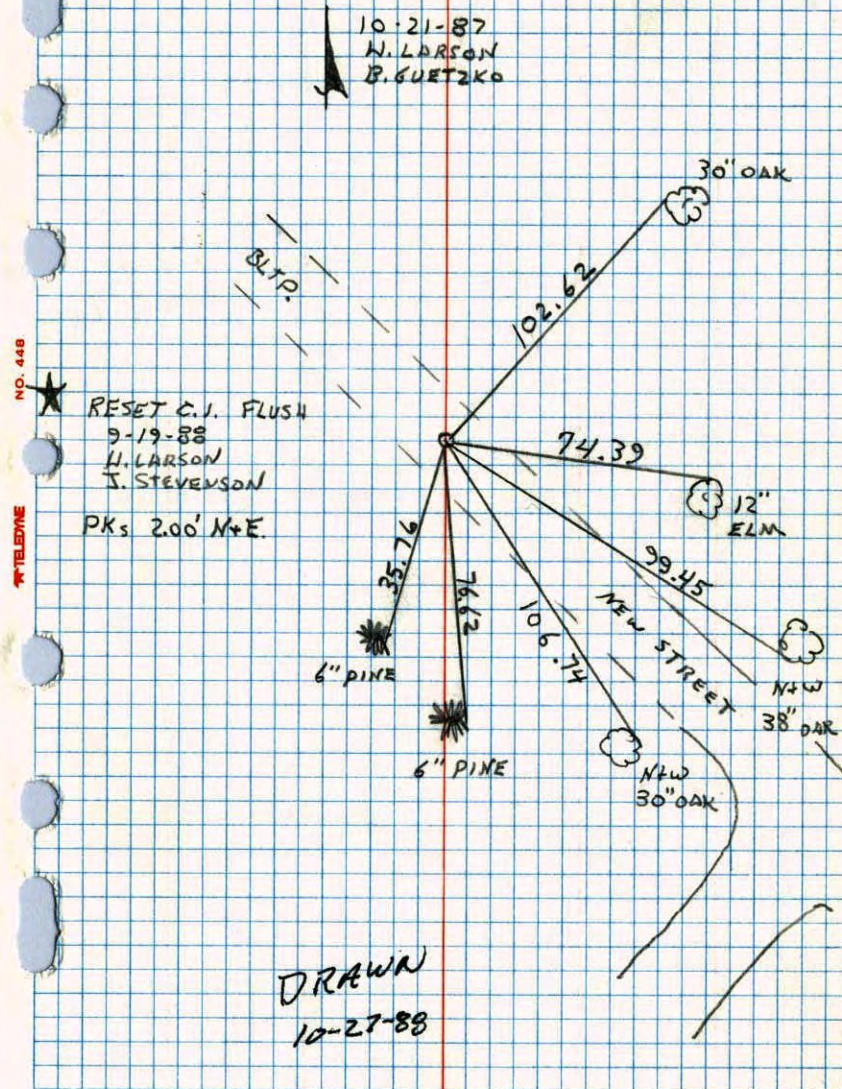 10-21-87
W. LARSON
B. GUETZKO
30" OAK
BLTP.
102.62
NO. 448
RESET C.I. FLUSH
9-19-88
W. LARSON
J. STEVENSON
PKs 2.00' N+E.
TELEDYNE
74.39
12"
ELM
99.45
35.76
76.62
106.74
NEW STREET
6" PINE
N+W
38" OAK
6" PINE
N+W
30" OAK
DRAWN
10-27-88